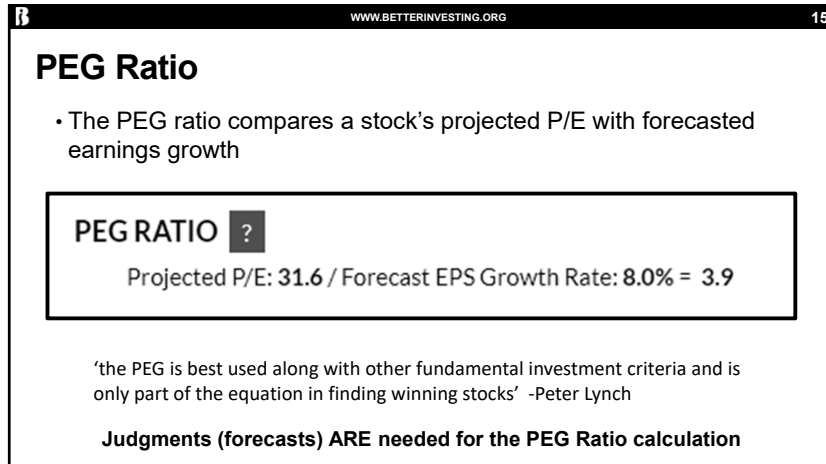 WWW.BETTERINVESTING.ORG
15
PEG Ratio
• The PEG ratio compares a stock’s projected P/E with forecasted
earnings growth
PEG RATIO ?
Projected P/E: 31.6 / Forecast EPS Growth Rate: 8.0% = 3.9
‘the PEG is best used along with other fundamental investment criteria and is
only part of the equation in finding winning stocks’ -Peter Lynch
Judgments (forecasts) ARE needed for the PEG Ratio calculation